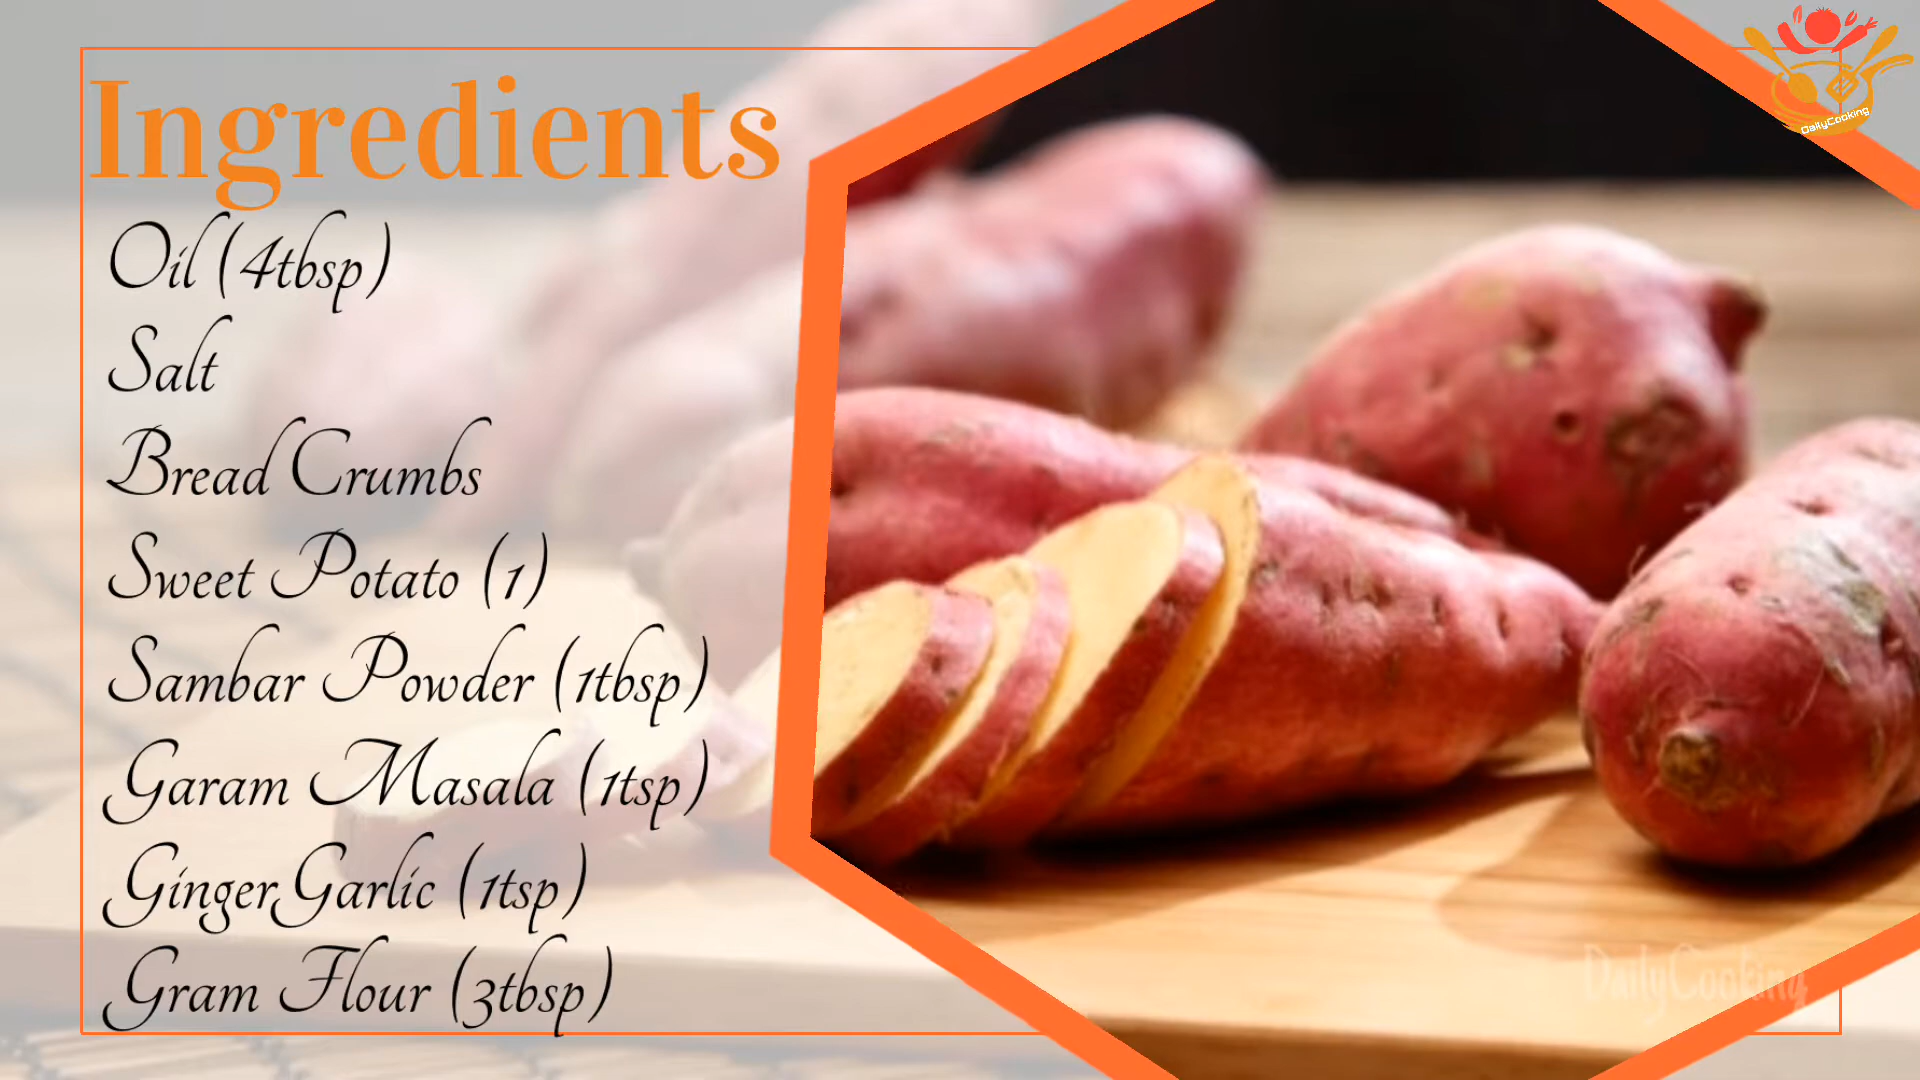 Ingredients
Oil (4tbsp)
Salt
Bread Crumbs
Sweet Potato (1)
Sambar Powder (1tbsp)
Garam Masala (1tsp)
Ginger Garlic (1tsp)
Gram Flour (3tbsp)
DailyCooking
DailyCooking